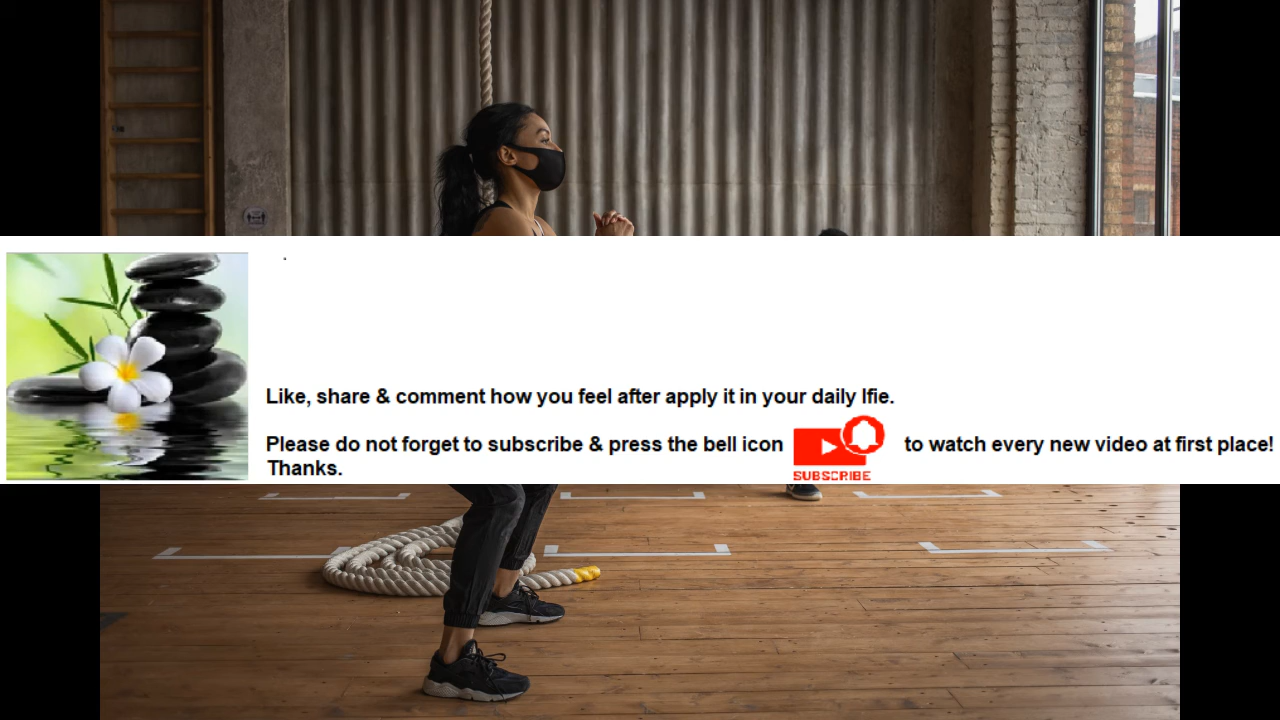 .
Like, share & comment how you feel after apply it in your daily lfie.
Please do not forget to subscribe & press the bell icon SUBSCRIBE to watch every new video at first place!
Thanks.